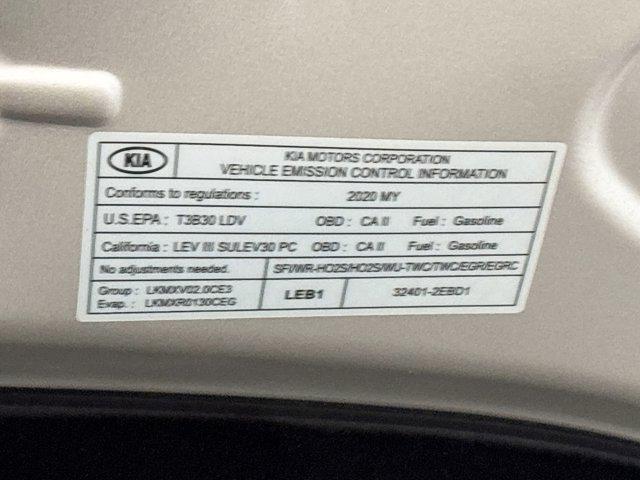 KIA
KIA MOTORS CORPORATION
VEHICLE EMISSION CONTROL INFORMATION
Conforms to regulations : 2020 MY
U.S.EPA : T3B30 LDV OBD : CA II Fuel : Gasoline
California : LEV III SULEV30 PC OBD : CA II Fuel : Gasoline
No adjustments needed. SFI/WR-HO2S/HO2S/WU-TWC/TWC/EGR/EGRC
Group : LKMXV02.0CE3
Evap. : LKMXR0130CEG
LEB1
32401-2EBD1